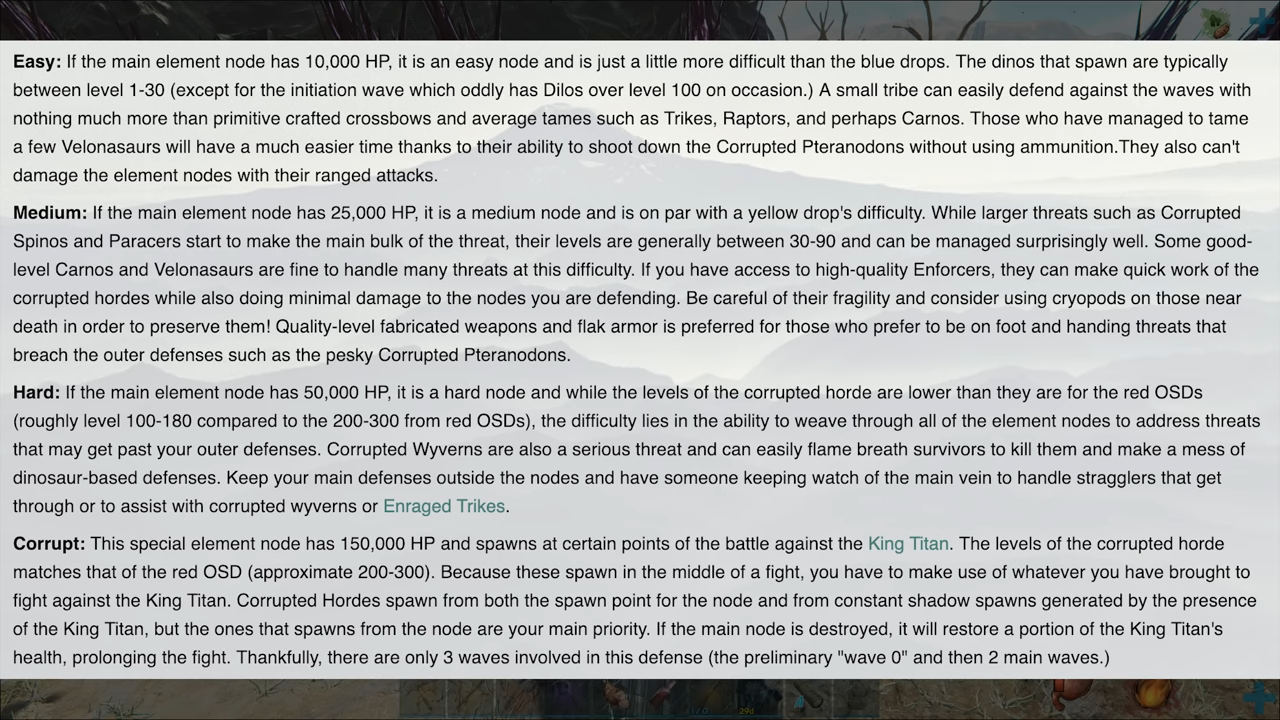 Easy: If the main element node has 10,000 HP, it is an easy node and is just a little more difficult than the blue drops. The dinos that spawn are typically
between level 1-30 (except for the initiation wave which oddly has Dilos over level 100 on occasion.) A small tribe can easily defend against the waves with
nothing much more than primitive crafted crossbows and average tames such as Trikes, Raptors, and perhaps Carnos. Those who have managed to tame
a few Velonasaurs will have a much easier time thanks to their ability to shoot down the Corrupted Pteranodons without using ammunition.They also can't
damage the element nodes with their ranged attacks.
Medium: If the main element node has 25,000 HP, it is a medium node and is on par with a yellow drop's difficulty. While larger threats such as Corrupted
Spinos and Paracers start to make the main bulk of the threat, their levels are generally between 30-90 and can be managed surprisingly well. Some good-
level Carnos and Velonasaurs are fine to handle many threats at this difficulty. If you have access to high-quality Enforcers, they can make quick work of the
corrupted hordes while also doing minimal damage to the nodes you are defending. Be careful of their fragility and consider using cryopods on those near
death in order to preserve them! Quality-level fabricated weapons and flak armor is preferred for those who prefer to be on foot and handing threats that
breach the outer defenses such as the pesky Corrupted Pteranodons.
Hard: If the main element node has 50,000 HP, it is a hard node and while the levels of the corrupted horde are lower than they are for the red OSDs
(roughly level 100-180 compared to the 200-300 from red OSDs), the difficulty lies in the ability to weave through all of the element nodes to address threats
that may get past your outer defenses. Corrupted Wyverns are also a serious threat and can easily flame breath survivors to kill them and make a mess of
dinosaur-based defenses. Keep your main defenses outside the nodes and have someone keeping watch of the main vein to handle stragglers that get
through or to assist with corrupted wyverns or Enraged Trikes.
Corrupt: This special element node has 150,000 HP and spawns at certain points of the battle against the King Titan. The levels of the corrupted horde
matches that of the red OSD (approximate 200-300). Because these spawn in the middle of a fight, you have to make use of whatever you have brought to
fight against the King Titan. Corrupted Hordes spawn from both the spawn point for the node and from constant shadow spawns generated by the presence
of the King Titan, but the ones that spawns from the node are your main priority. If the main node is destroyed, it will restore a portion of the King Titan's
health, prolonging the fight. Thankfully, there are only 3 waves involved in this defense (the preliminary "wave 0" and then 2 main waves.)